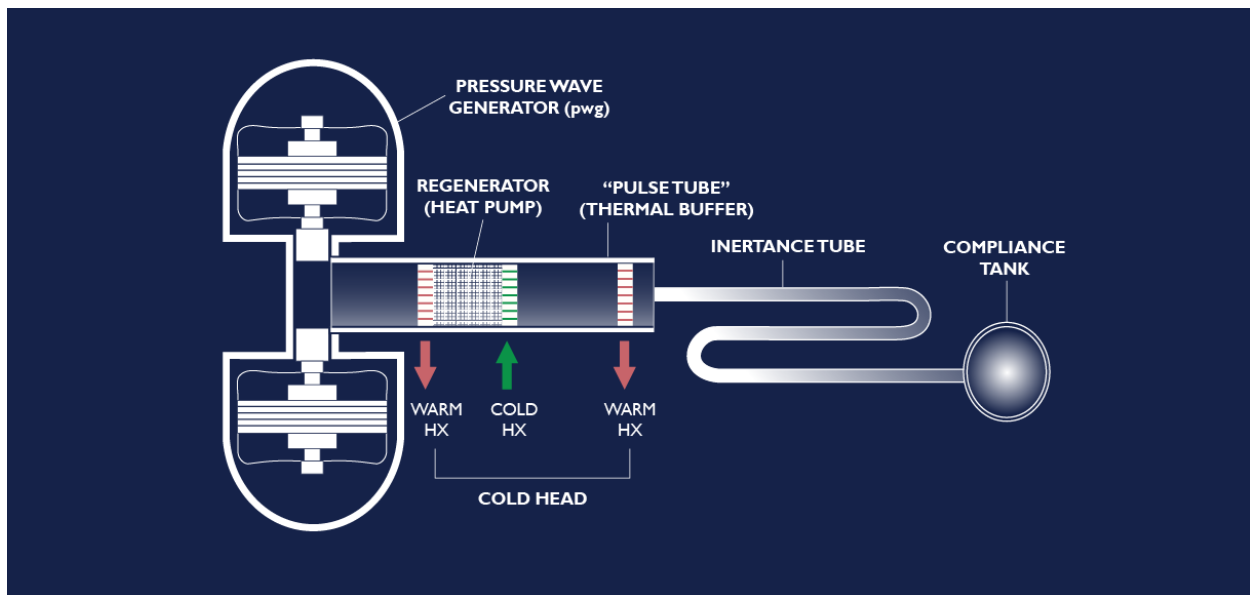 PRESSURE WAVE
GENERATOR (pwg)
REGENERATOR
(HEAT PUMP)
“PULSE TUBE”
(THERMAL BUFFER)
INERTANCE TUBE
COMPLIANCE
TANK
WARM
HX
COLD
HX
WARM
HX
COLD HEAD